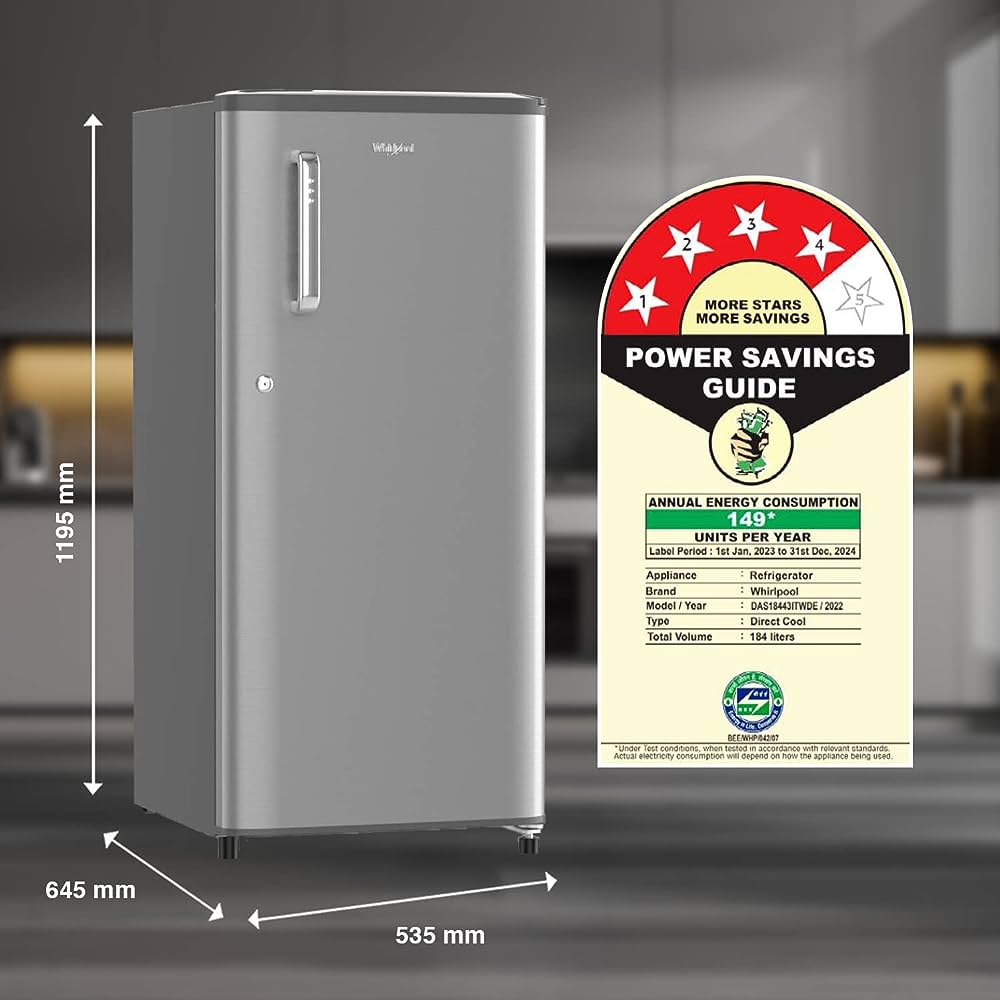 Whirlpool
1195 mm
645 mm
535 mm
1
2
3
4
5
MORE STARS
MORE SAVINGS
POWER SAVINGS
GUIDE
ANNUAL ENERGY CONSUMPTION
149*
UNITS PER YEAR
Label Period : 1st Jan, 2023 to 31st Dec, 2024
Appliance : Refrigerator
Brand : Whirlpool
Model / Year : DAS18443ITWDE / 2022
Type : Direct Cool
Total Volume : 184 liters
BEE/WHP/042/07
*Under Test conditions, when tested in accordance with relevant standards.
Actual electricity consumption will depend on how the appliance being used.